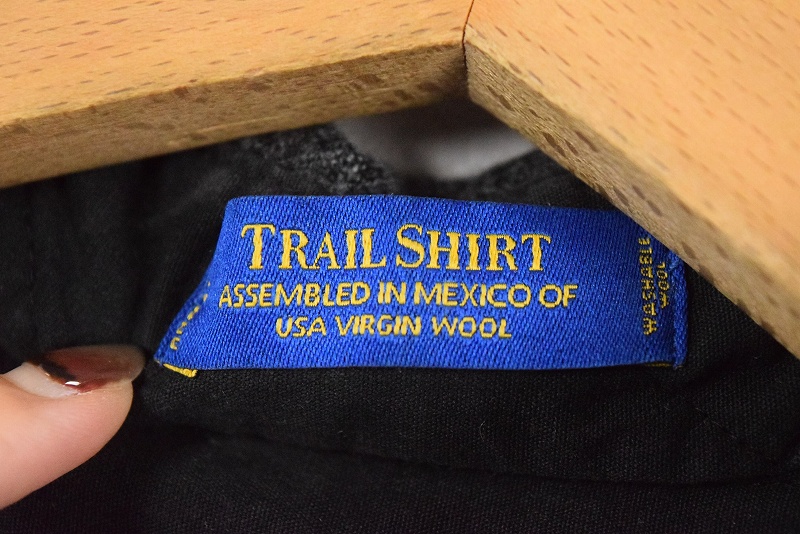 TRAIL SHIRT
ASSEMBLED IN MEXICO OF
USA VIRGIN WOOL
WASHABLE
WOOL